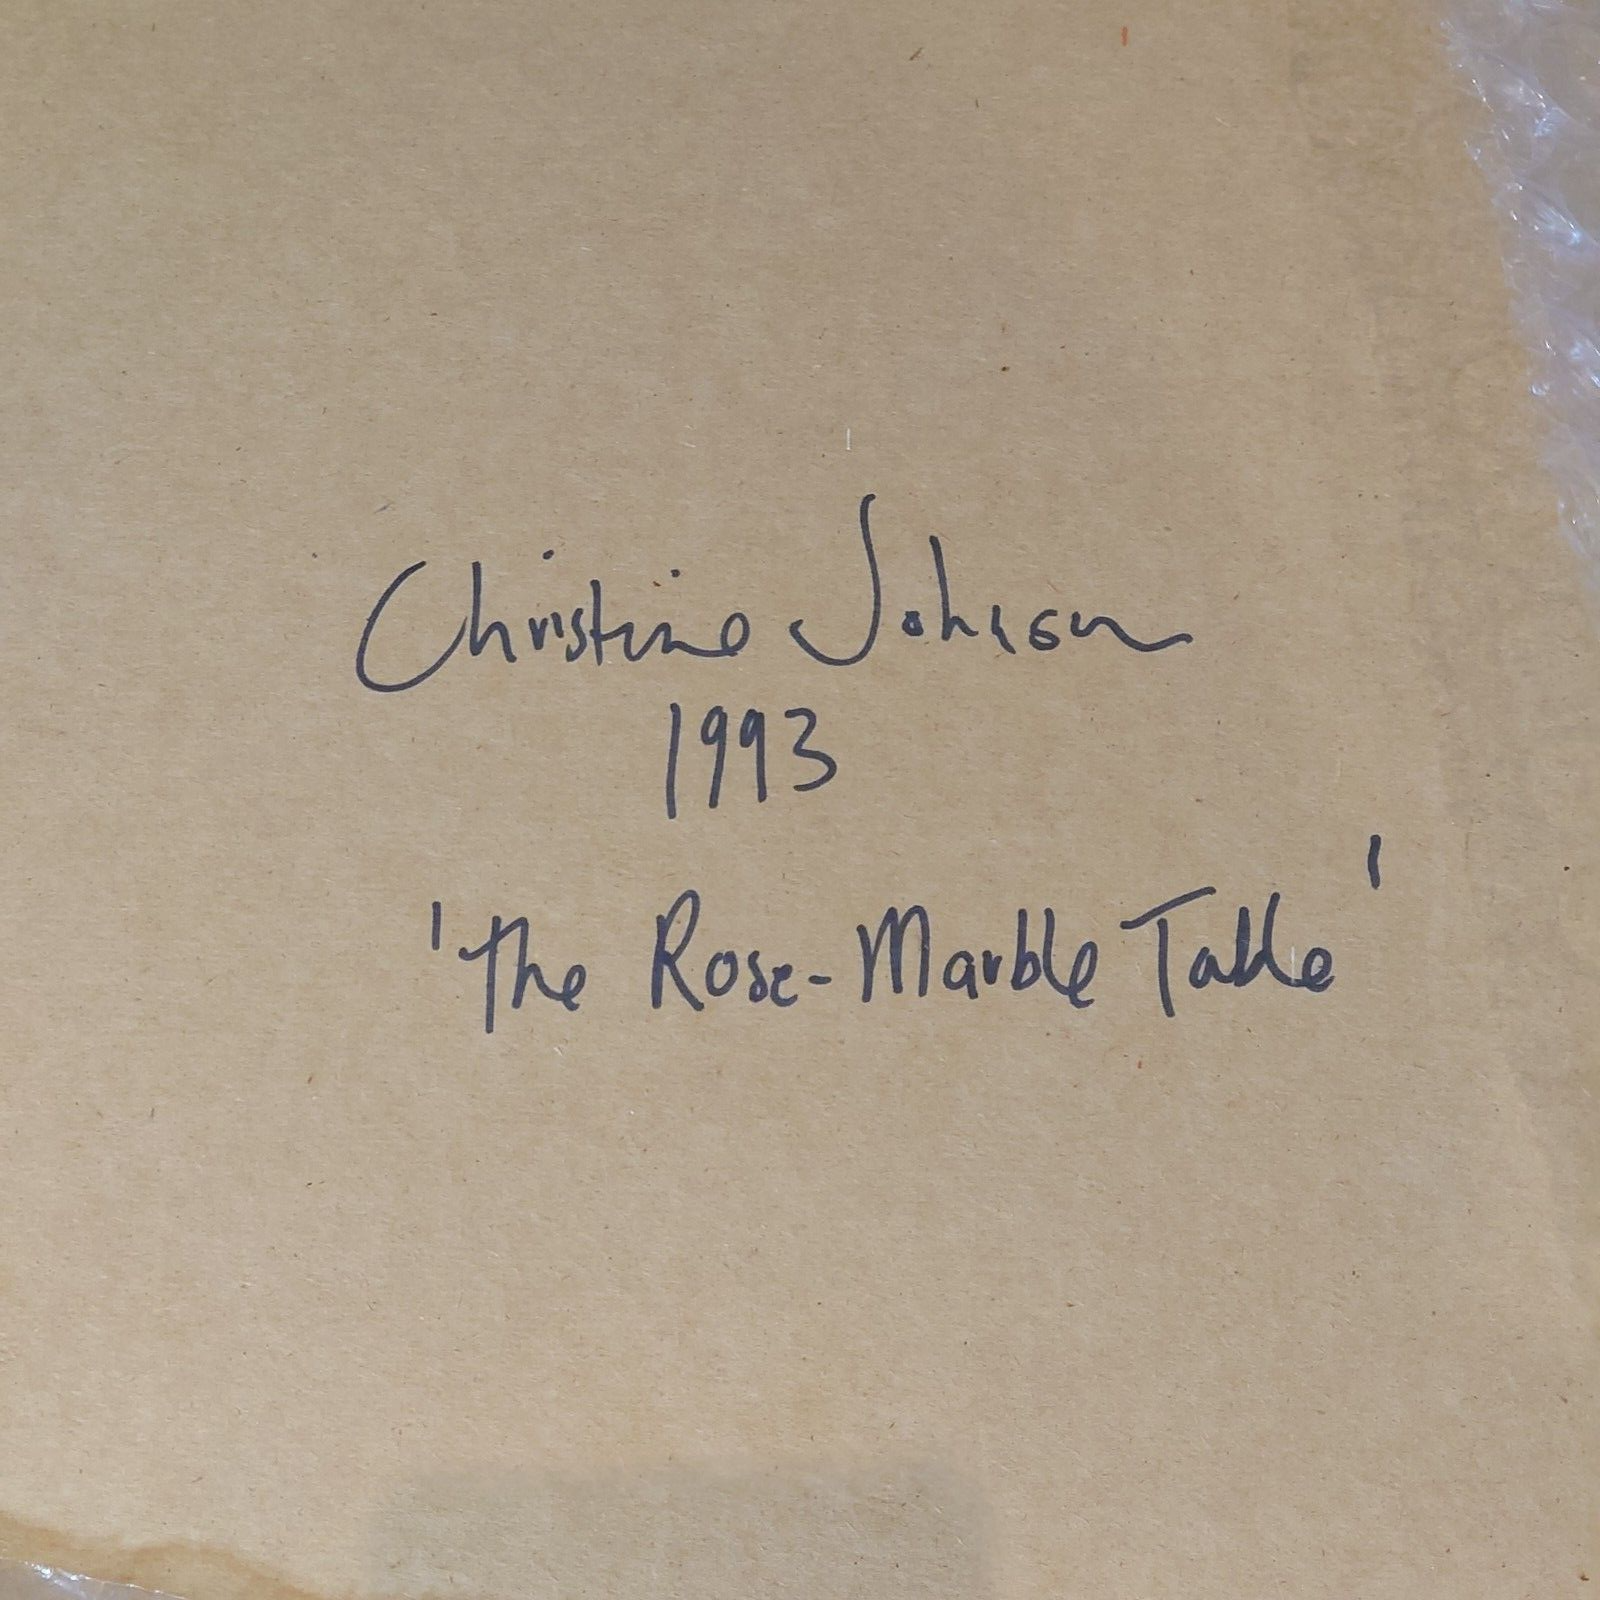 Christine Johnson
1993
'The Rose-Marble Table'